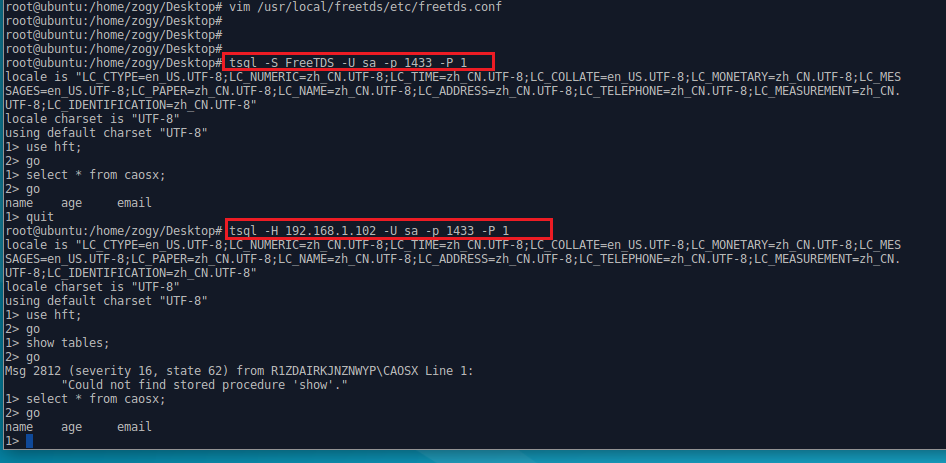 root@ubuntu:/home/zogy/Desktop# vim /usr/local/freetds/etc/freetds.conf
root@ubuntu:/home/zogy/Desktop#
root@ubuntu:/home/zogy/Desktop#
root@ubuntu:/home/zogy/Desktop#
root@ubuntu:/home/zogy/Desktop# tsql -S FreeTDS -U sa -p 1433 -P 1
locale is "LC_CTYPE=en_US.UTF-8;LC_NUMERIC=zh_CN.UTF-8;LC_TIME=zh_CN.UTF-8;LC_COLLATE=en_US.UTF-8;LC_MONETARY=zh_CN.UTF-8;LC_MES
SAGES=en_US.UTF-8;LC_PAPER=zh_CN.UTF-8;LC_NAME=zh_CN.UTF-8;LC_ADDRESS=zh_CN.UTF-8;LC_TELEPHONE=zh_CN.UTF-8;LC_MEASUREMENT=zh_CN.
UTF-8;LC_IDENTIFICATION=zh_CN.UTF-8"
locale charset is "UTF-8"
using default charset "UTF-8"
1> use hft;
2> go
1> select * from caosx;
2> go
name    age     email
1> quit
root@ubuntu:/home/zogy/Desktop# tsql -H 192.168.1.102 -U sa -p 1433 -P 1
locale is "LC_CTYPE=en_US.UTF-8;LC_NUMERIC=zh_CN.UTF-8;LC_TIME=zh_CN.UTF-8;LC_COLLATE=en_US.UTF-8;LC_MONETARY=zh_CN.UTF-8;LC_MES
SAGES=en_US.UTF-8;LC_PAPER=zh_CN.UTF-8;LC_NAME=zh_CN.UTF-8;LC_ADDRESS=zh_CN.UTF-8;LC_TELEPHONE=zh_CN.UTF-8;LC_MEASUREMENT=zh_CN.
UTF-8;LC_IDENTIFICATION=zh_CN.UTF-8"
locale charset is "UTF-8"
using default charset "UTF-8"
1> use hft;
2> go
1> show tables;
2> go
Msg 2812 (severity 16, state 62) from R1ZDAIRKJNZNWYP\CAOSX Line 1:
        "Could not find stored procedure 'show'."
1> select * from caosx;
2> go
name    age     email
1>